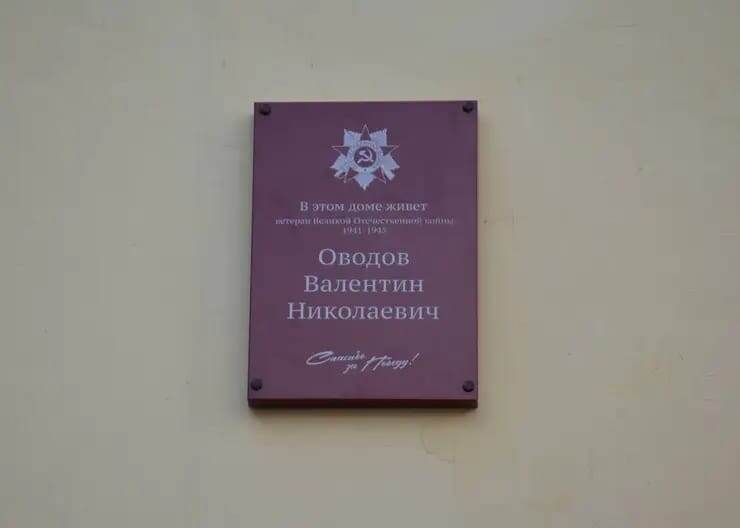 В этом доме живет
ветеран Великой Отечественной войны
1941-1945
Оводов
Валентин
Николаевич
Спасибо
за Победу!